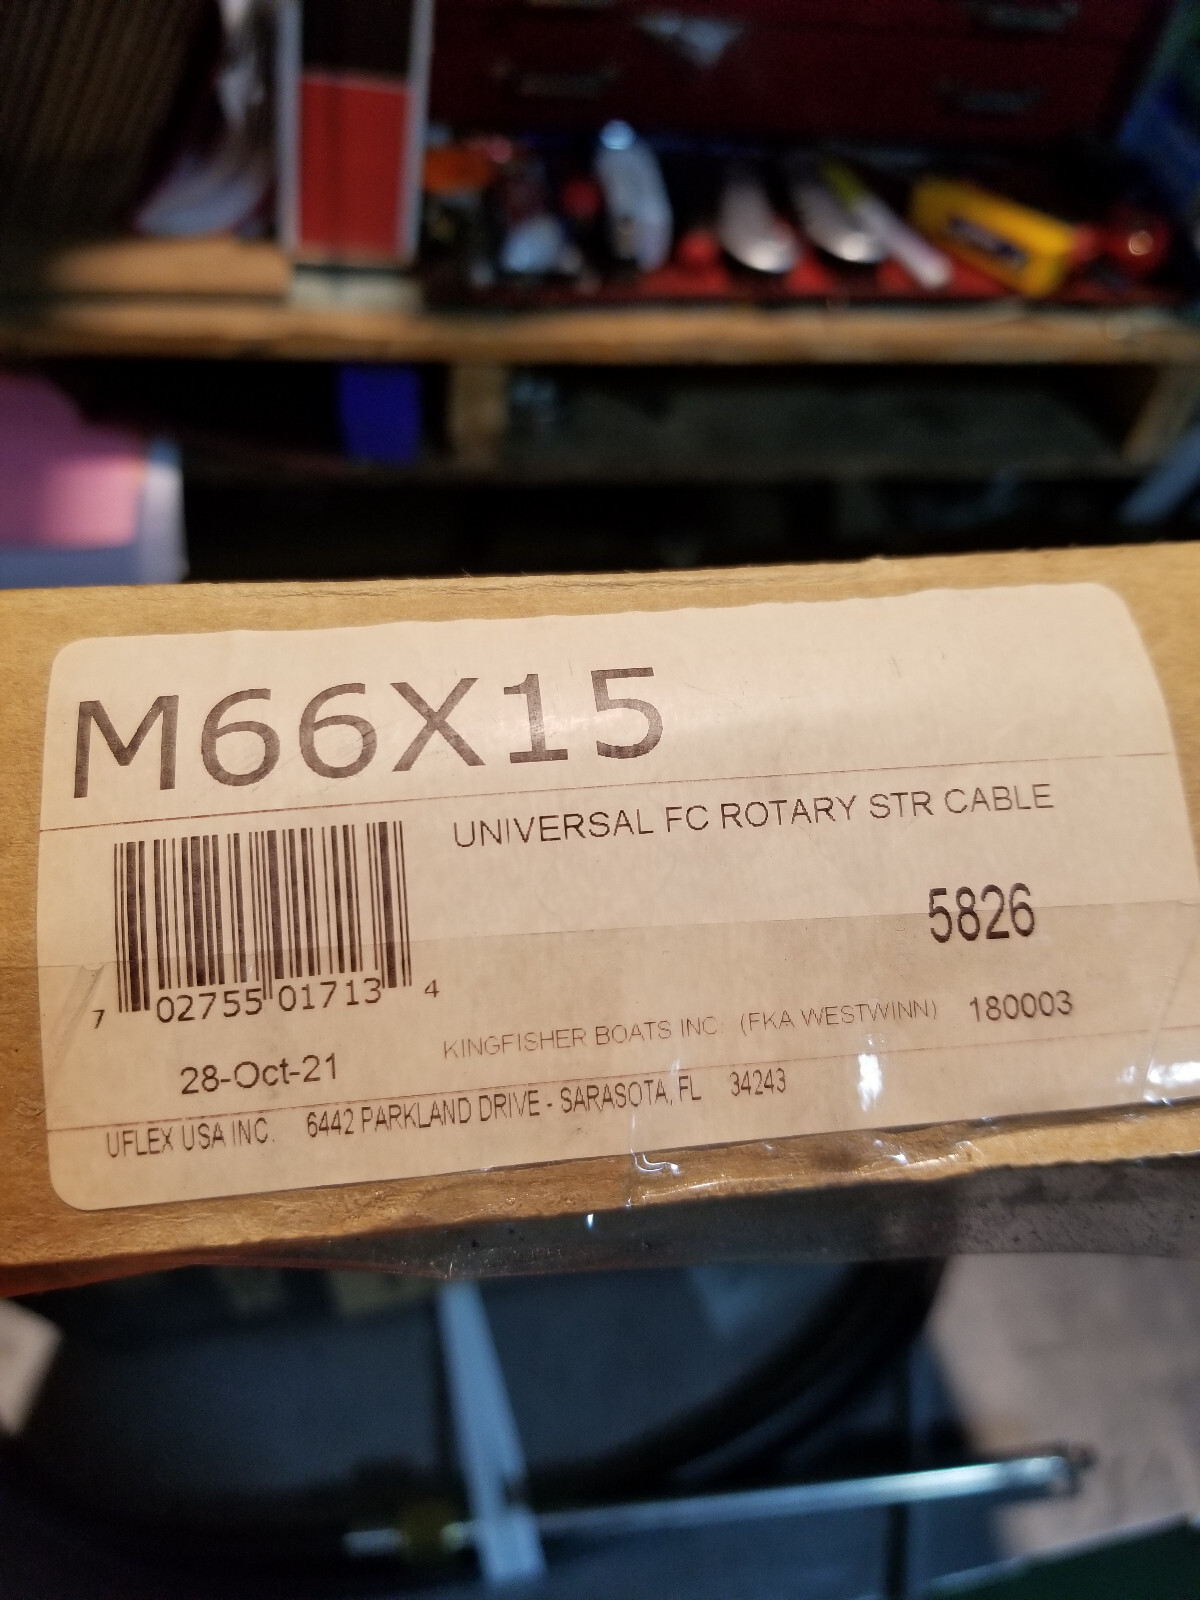 M66X15
UNIVERSAL FC ROTARY STR CABLE
5826
7 02755 01713 4
KINGFISHER BOATS INC (FKA WESTWINN) 180003
28-Oct-21
UFLEX USA INC. 6442 PARKLAND DRIVE - SARASOTA, FL 34243